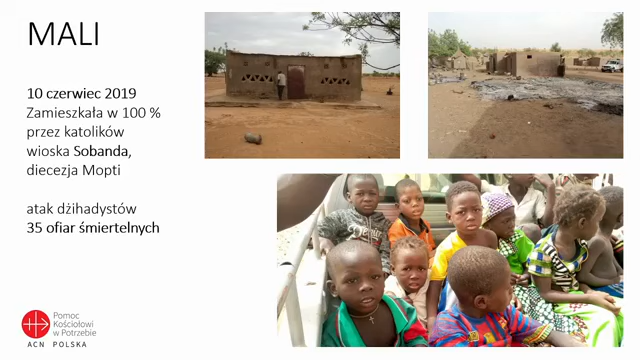 MALI
10 czerwiec 2019
Zamieszkała w 100 %
przez katolików
wioska Sobanda,
diecezja Mopti
atak dżihadystów
35 ofiar śmiertelnych
Pomoc
Kościołowi
w Potrzebie
ACN POLSKA